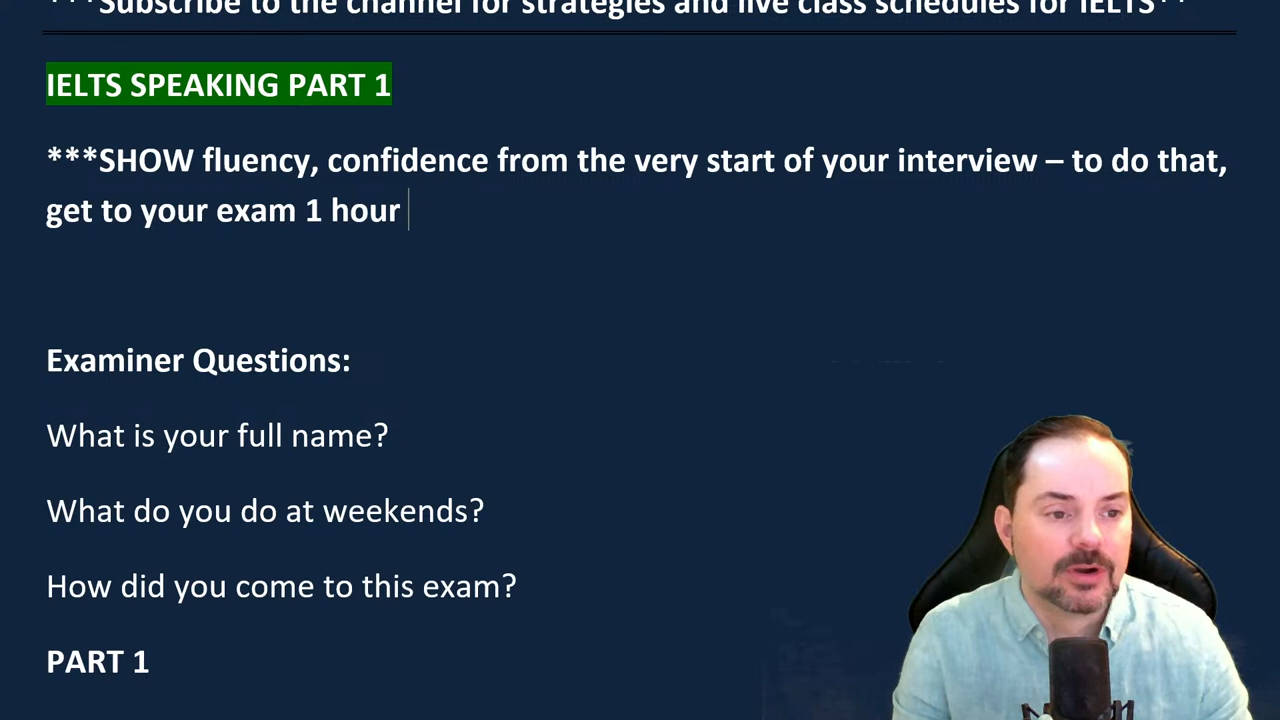 ***Subscribe to the channel for strategies and live class schedules for IELTS**
IELTS SPEAKING PART 1
***SHOW fluency, confidence from the very start of your interview – to do that,
get to your exam 1 hour
Examiner Questions:
What is your full name?
What do you do at weekends?
How did you come to this exam?
PART 1